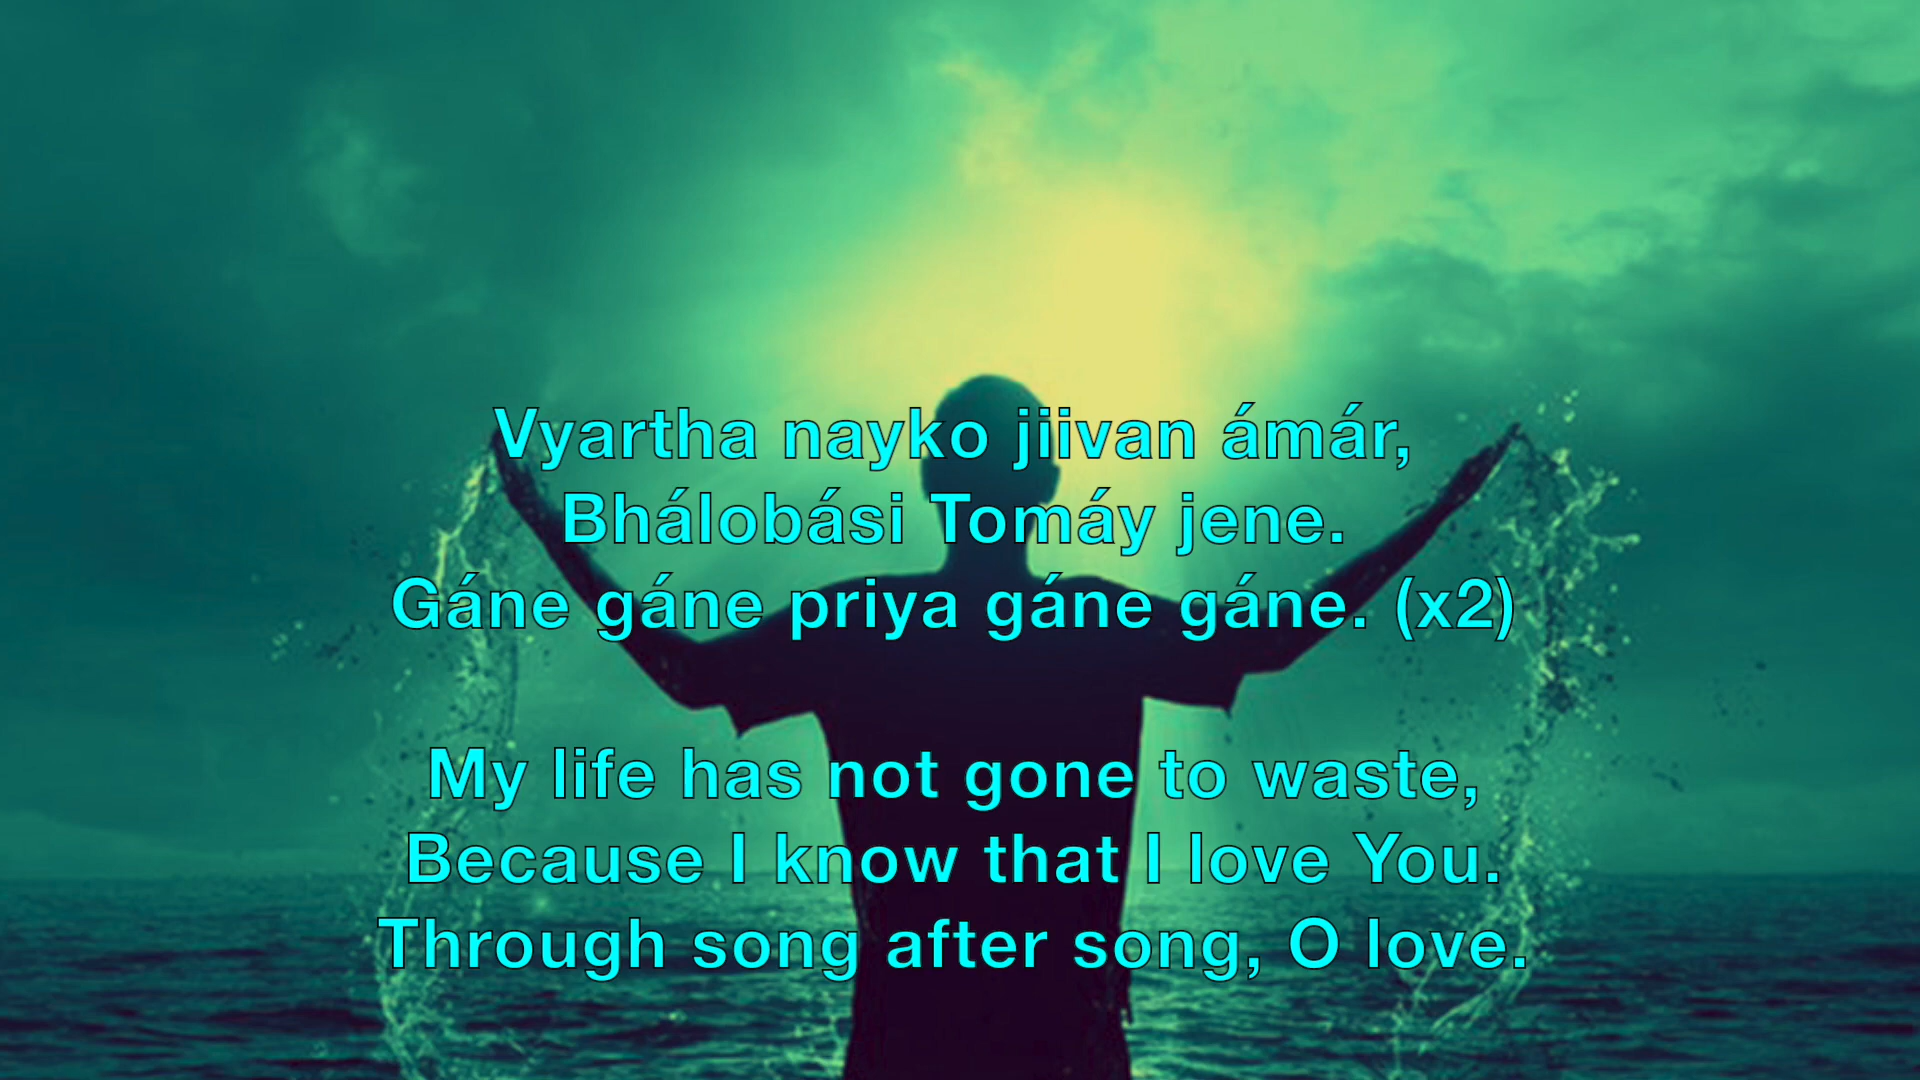 Vyartha nayko jiivan ámár,
Bhálobási Tomáy jene.
Gáne gáne priya gáne gáne. (x2)
My life has not gone to waste,
Because I know that I love You.
Through song after song, O love.